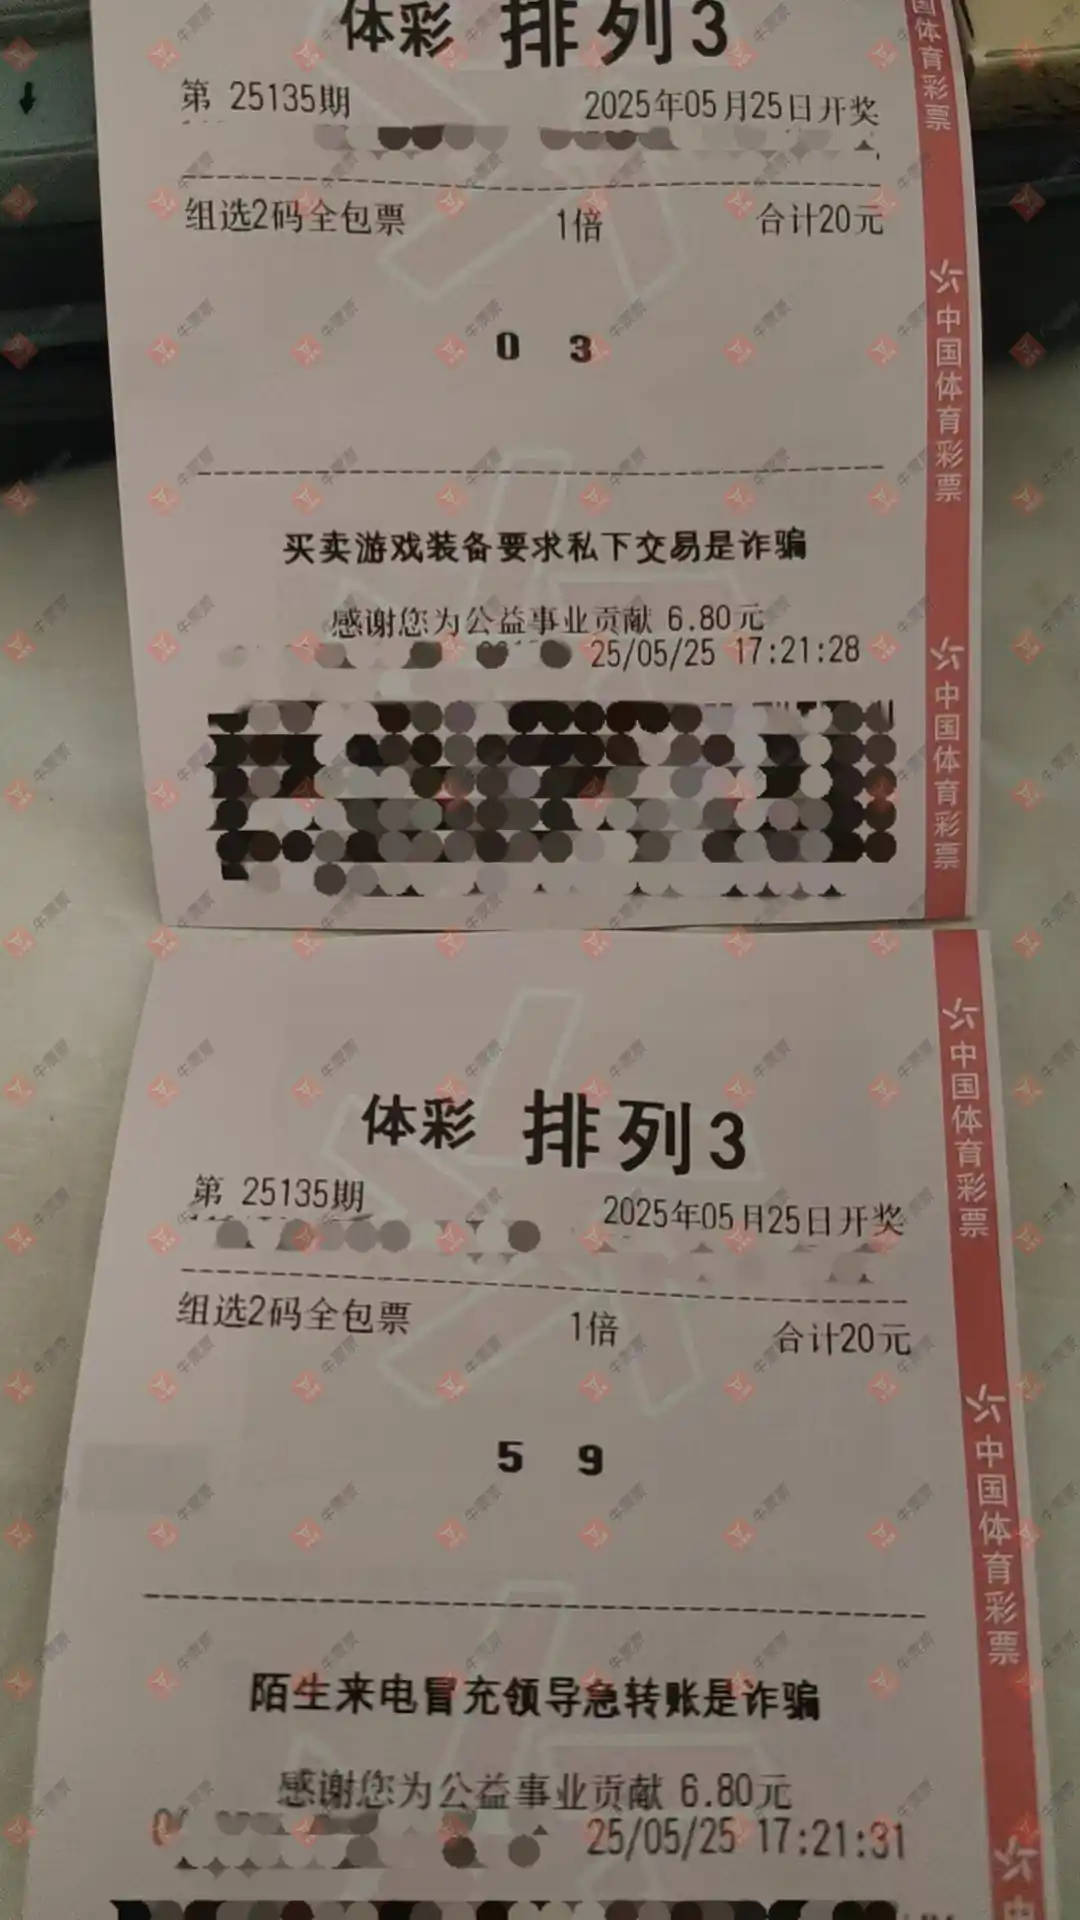 体彩 排列3
第 25135期 2025年05月25日开奖
组选2码全包票 1倍 合计20元
0 3
买卖游戏装备要求私下交易是诈骗
感谢您为公益事业贡献 6.80元
25/05/25 17:21:28
国体育彩票
中国体育彩票
中国体育彩票
体彩 排列3
第 25135期 2025年05月25日开奖
组选2码全包票 1倍 合计20元
5 9
陌生来电冒充领导急转账是诈骗
感谢您为公益事业贡献 6.80元
25/05/25 17:21:31
中国体育彩票
中国体育彩票
中